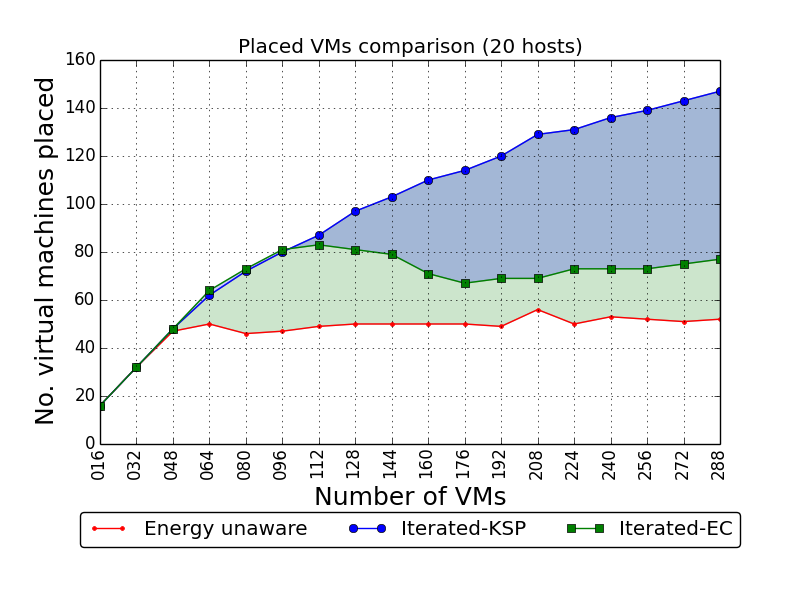 Placed VMs comparison (20 hosts)
160
140
120
100
80
60
40
20
0
No. virtual machines placed
016 032 048 064 080 096 112 128 144 160 176 192 208 224 240 256 272 288
Number of VMs
Energy unaware Iterated-KSP Iterated-EC